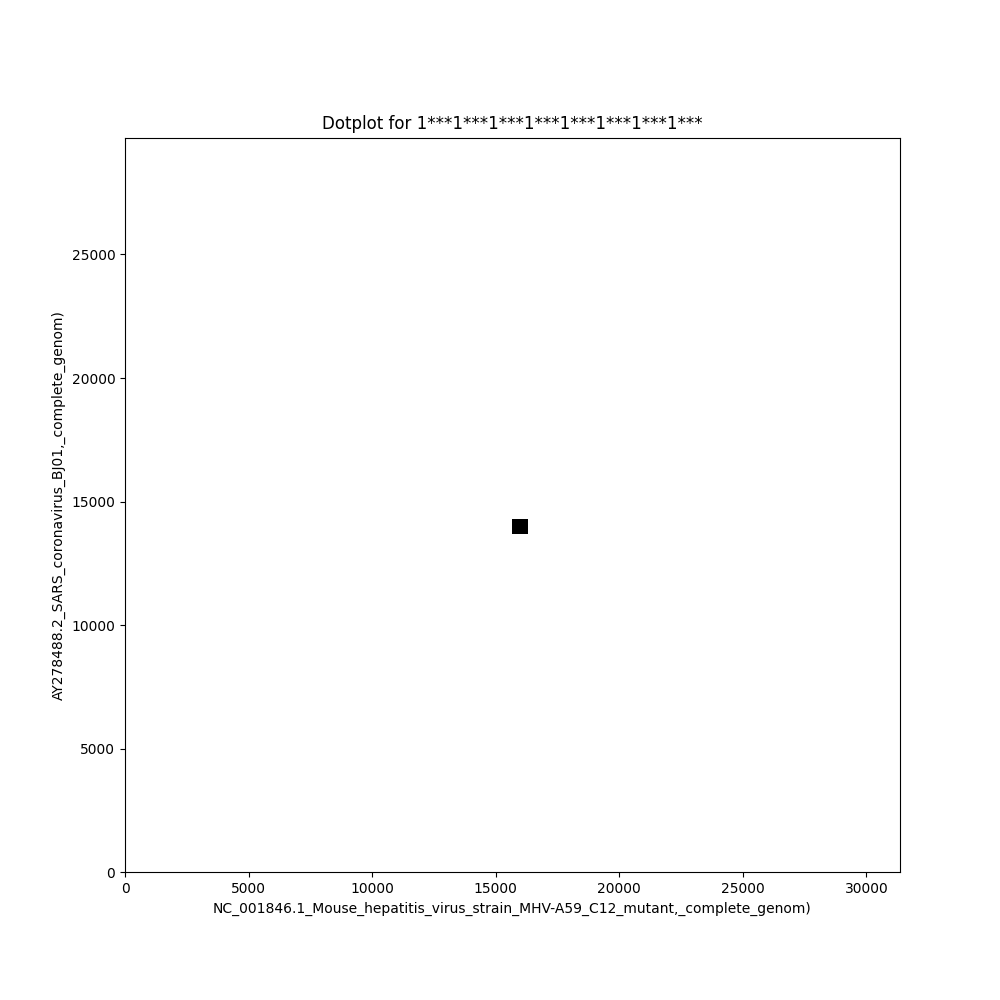 Dotplot for 1***1***1***1***1***1***1***1***
25000
20000
15000
10000
5000
0
AY278488.2_SARS_coronavirus_BJ01,_complete_genom)
0 5000 10000 15000 20000 25000 30000
NC_001846.1_Mouse_hepatitis_virus_strain_MHV-A59_C12_mutant,_complete_genom)